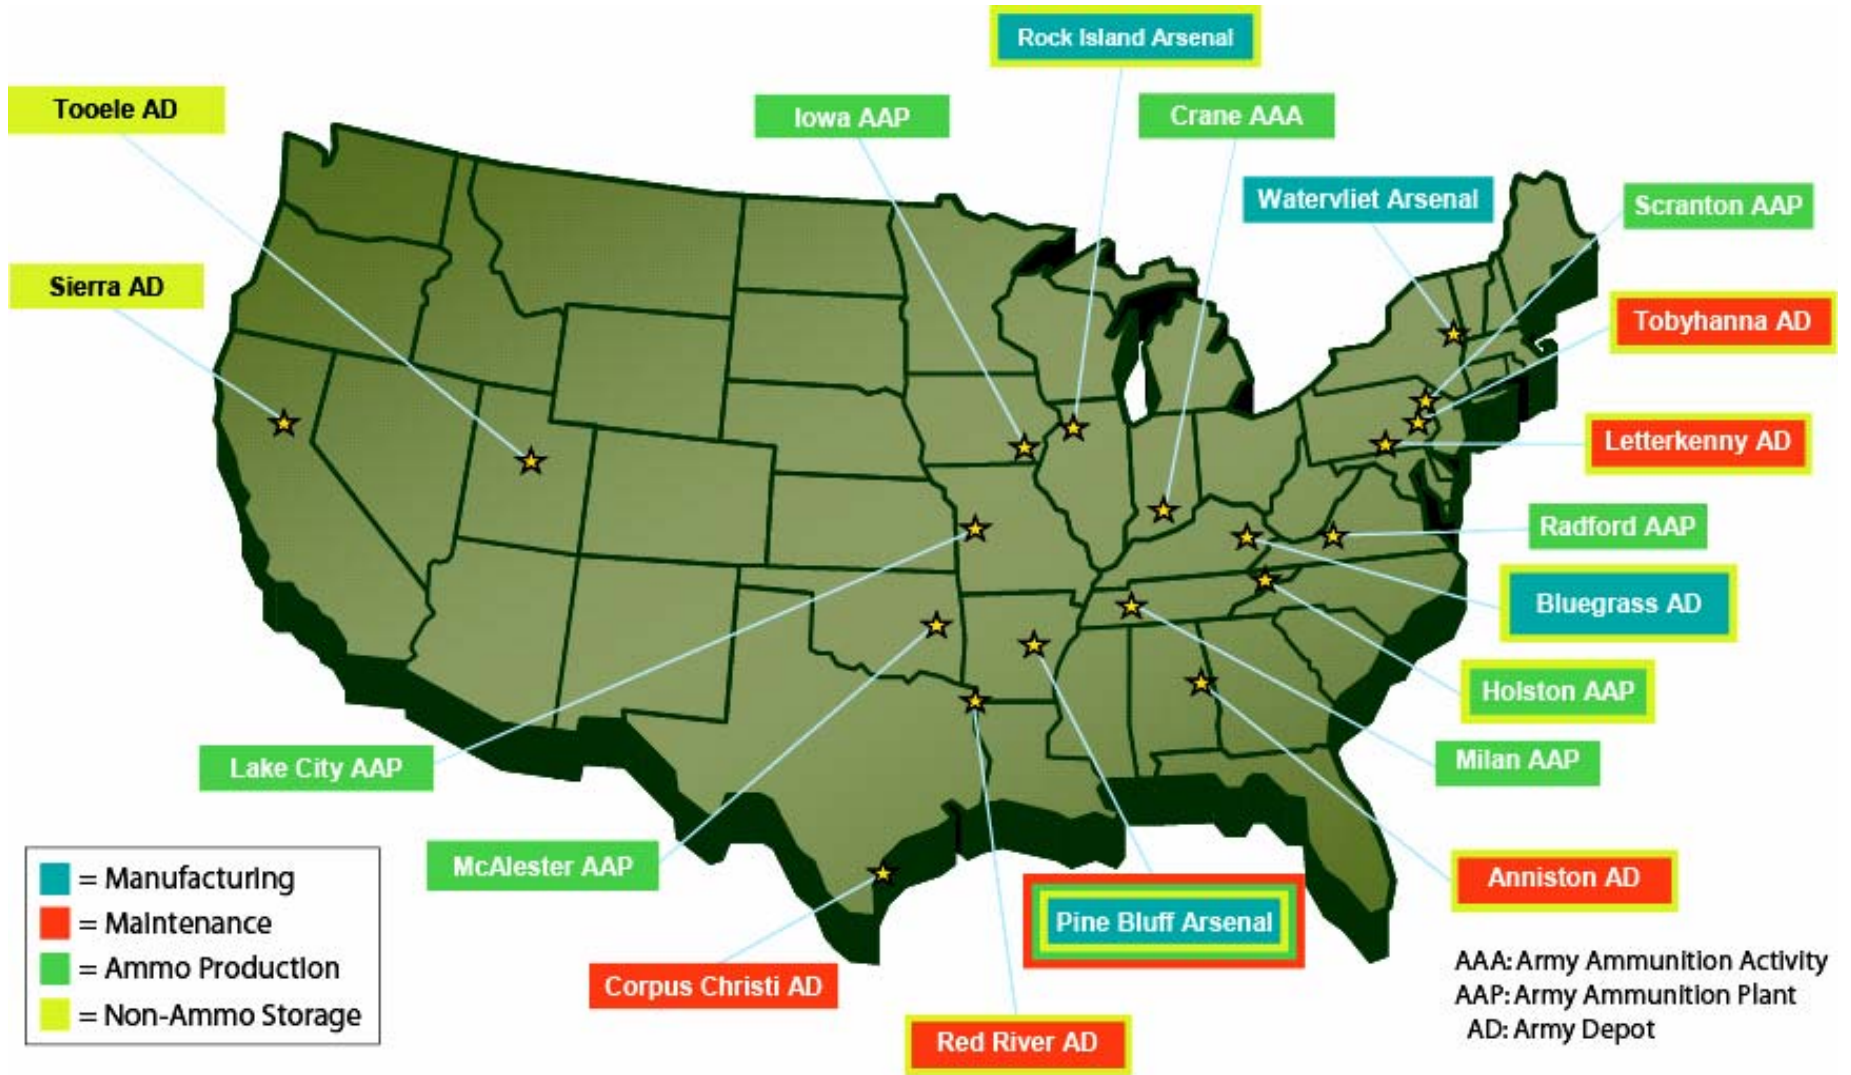 Rock Island Arsenal
Tooele AD
Iowa AAP
Crane AAA
Watervliet Arsenal
Scranton AAP
Sierra AD
Tobyhanna AD
Letterkenny AD
Radford AAP
Bluegrass AD
Holston AAP
Lake City AAP
Milan AAP
McAlester AAP
Anniston AD
Pine Bluff Arsenal
Corpus Christi AD
Red River AD
= Manufacturing
= Maintenance
= Ammo Production
= Non-Ammo Storage
AAA: Army Ammunition Activity
AAP: Army Ammunition Plant
AD: Army Depot